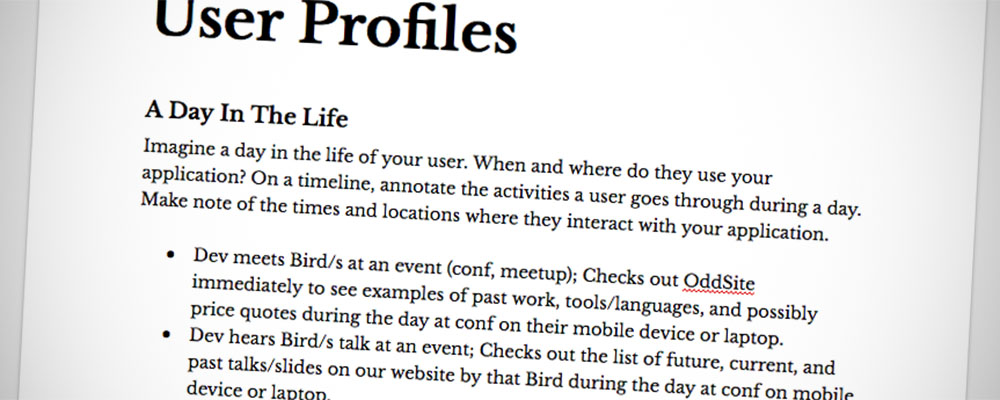 User Profiles
A Day In The Life
Imagine a day in the life of your user. When and where do they use your
application? On a timeline, annotate the activities a user goes through during a day.
Make note of the times and locations where they interact with your application.
• Dev meets Bird/s at an event (conf, meetup); Checks out OddSite
immediately to see examples of past work, tools/languages, and possibly
price quotes during the day at conf on their mobile device or laptop.
• Dev hears Bird/s talk at an event; Checks out the list of future, current, and
past talks/slides on our website by that Bird during the day at conf on mobile
device or laptop.